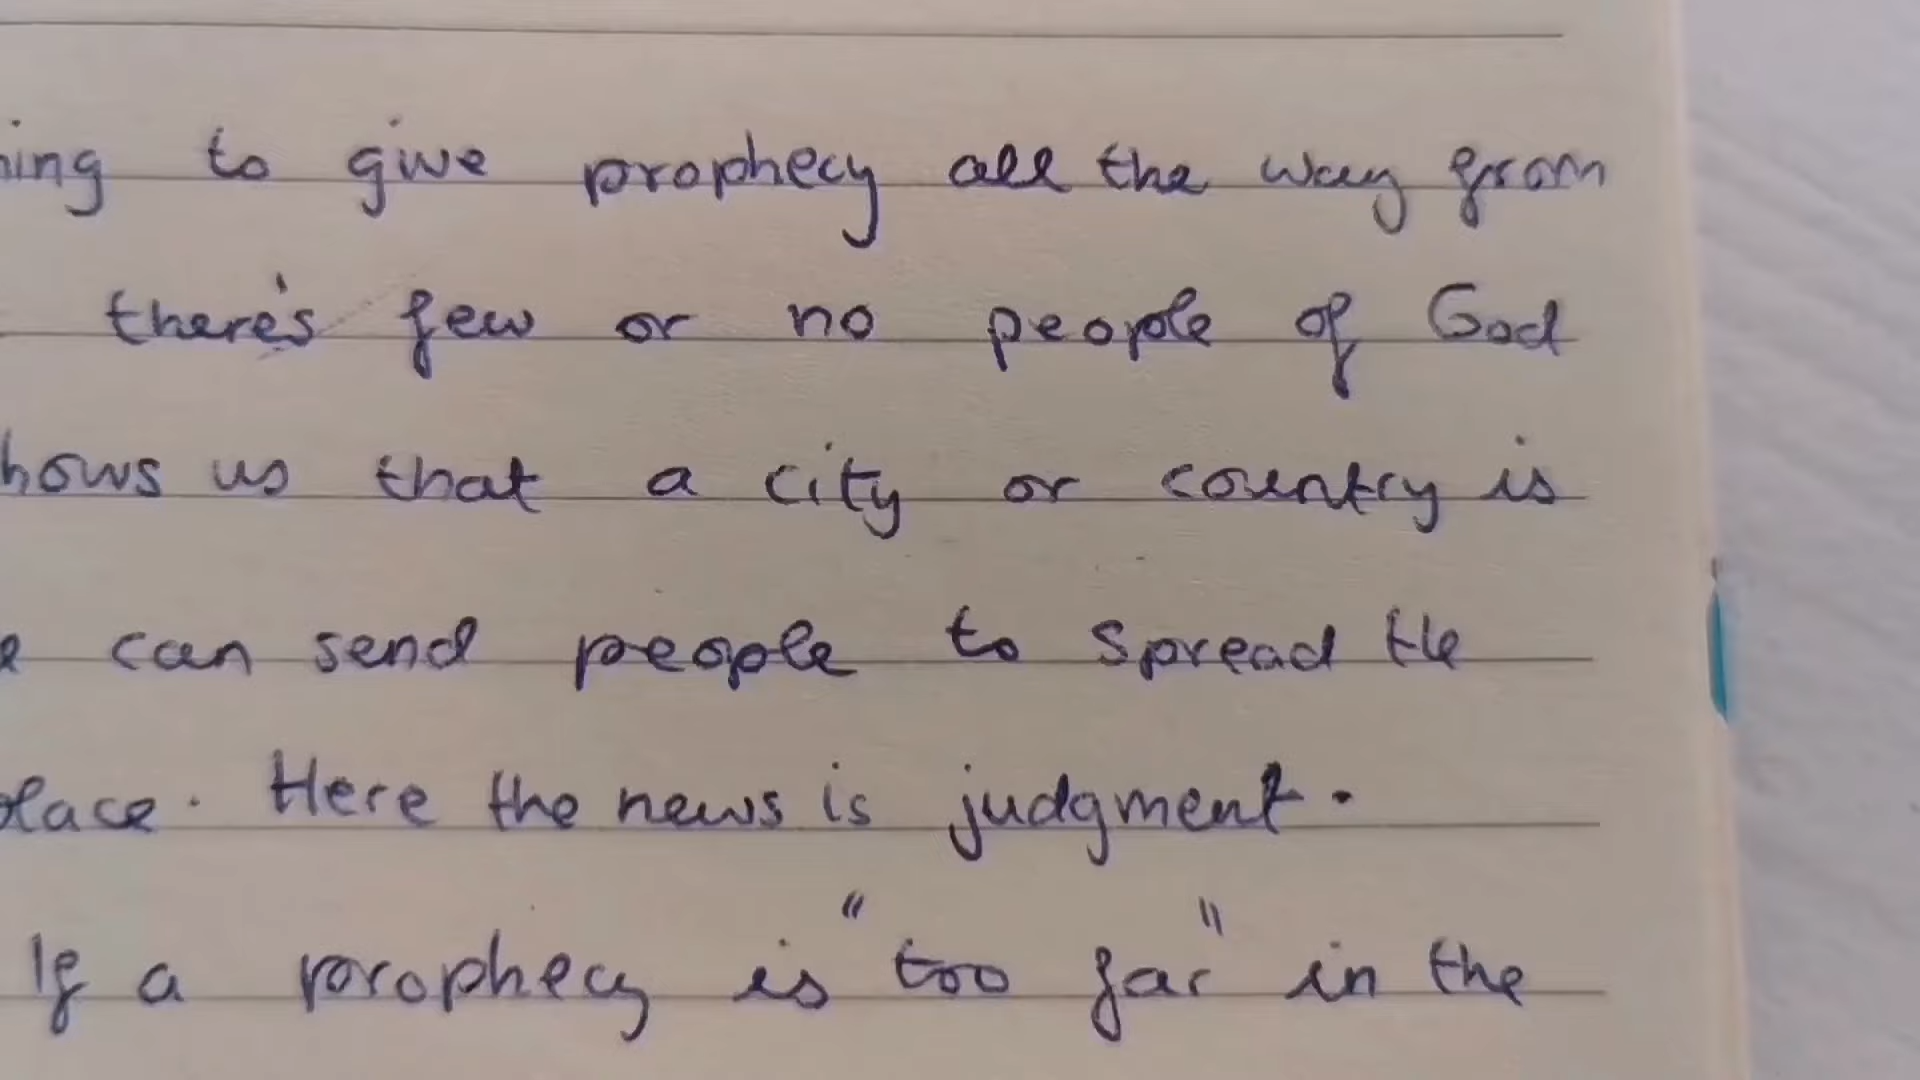 ing to give prophecy all the way from
there's few or no people of God
hows us that a city or country is
e can send people to spread the
place. Here the news is judgment.
If a prophecy is "too far" in the